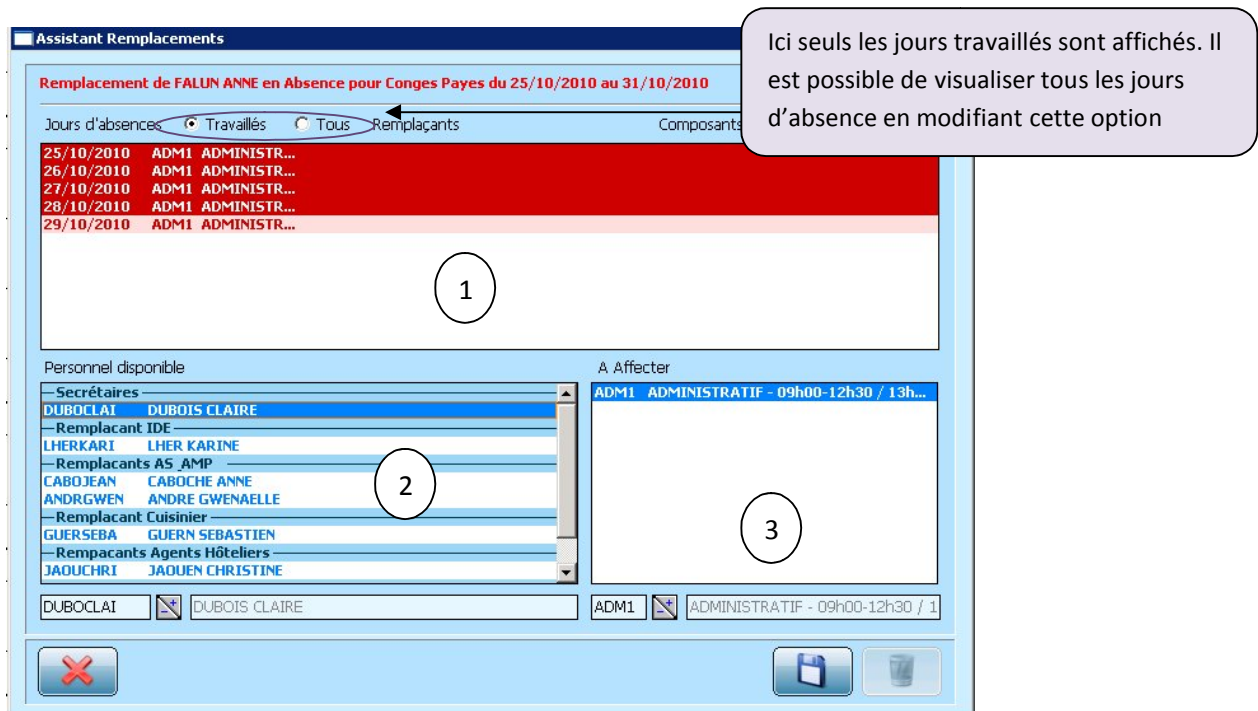 Assistant Remplacements
Ici seuls les jours travaillés sont affichés. Il
est possible de visualiser tous les jours
d’absence en modifiant cette option
Remplacement de FALUN ANNE en Absence pour Conges Payes du 25/10/2010 au 31/10/2010
Jours d'absences Travaillés Tous Remplaçants Composants
25/10/2010 ADM1 ADMINISTR...
26/10/2010 ADM1 ADMINISTR...
27/10/2010 ADM1 ADMINISTR...
28/10/2010 ADM1 ADMINISTR...
29/10/2010 ADM1 ADMINISTR...
1
Personnel disponible
Secrétaires
DUBOCLAI DUBOIS CLAIRE
Remplacant IDE
LHERKARI LHER KARINE
Remplacants AS_AMP
CABOJEAN CABOCHE ANNE
ANDRGWEN ANDRE GWENAELLE
Remplacant Cuisinier
GUERSEBA GUERN SEBASTIEN
Rempacants Agents Hôteliers
JAOUCHRI JAOUEN CHRISTINE
2
DUBOCLAI DUBOIS CLAIRE
A Affecter
ADM1 ADMINISTRATIF - 09h00-12h30 / 13h...
3
ADM1 ADMINISTRATIF - 09h00-12h30 / 1